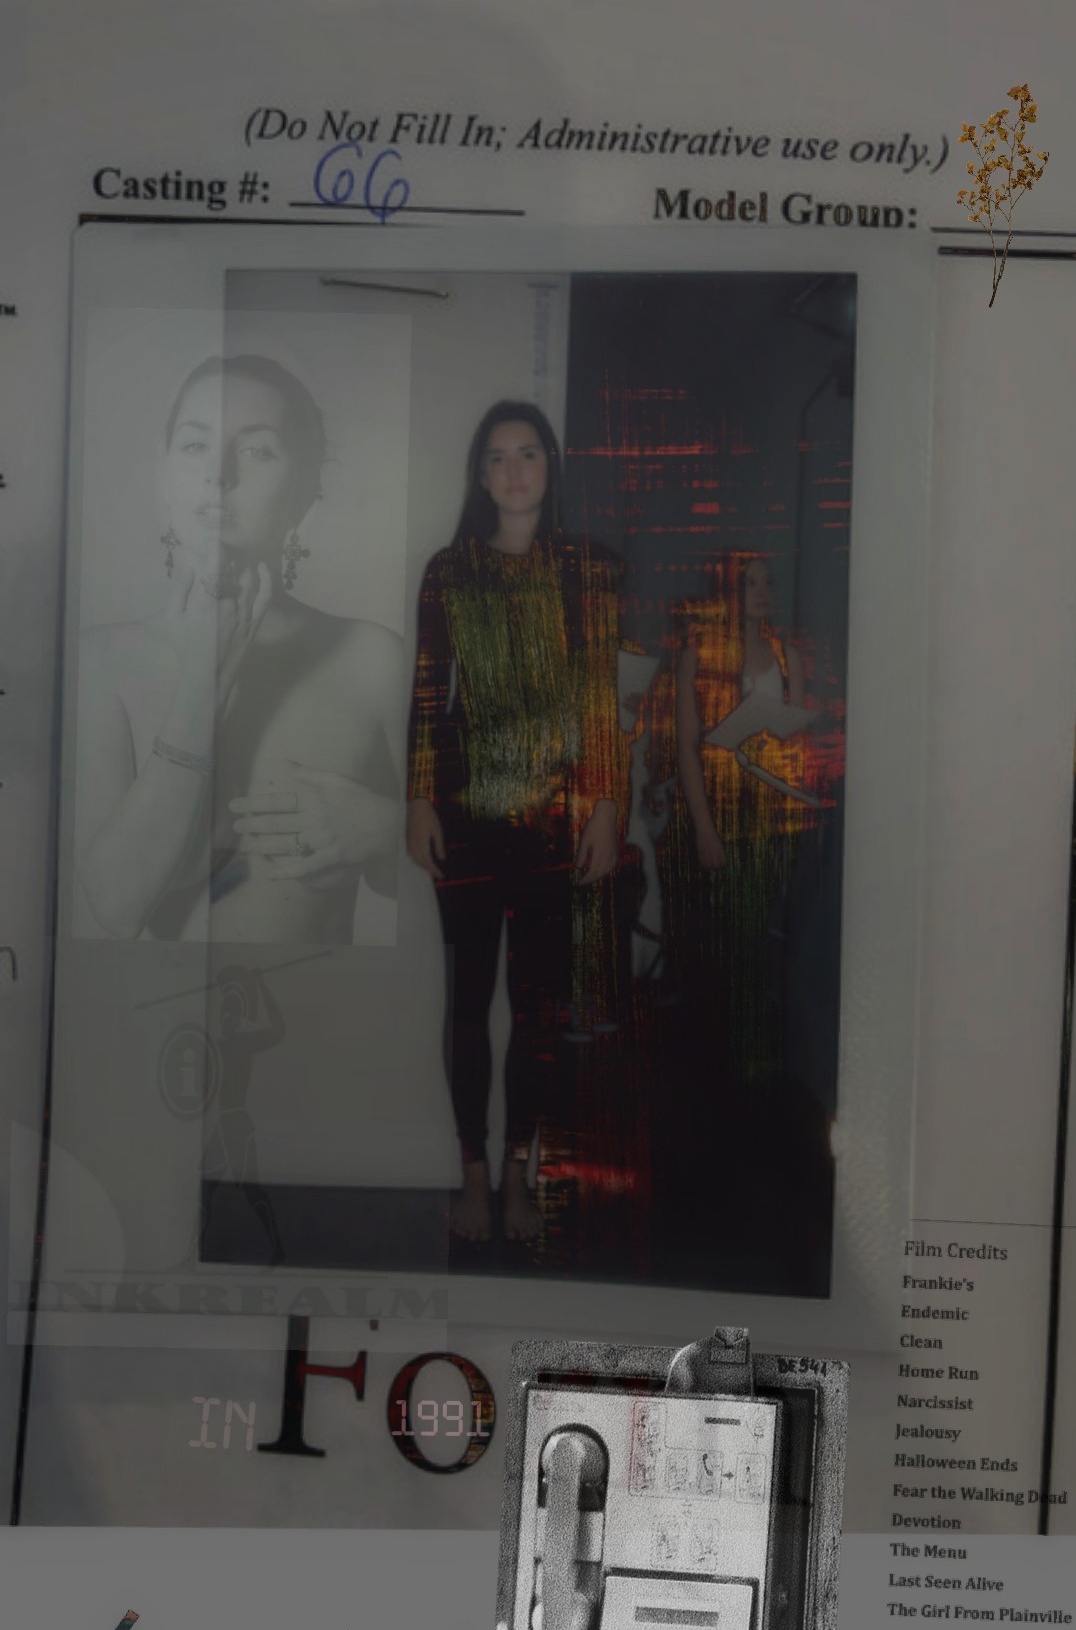 (Do Not Fill In; Administrative use only.)
Casting #: 66
Model Group:
TM
i
INKREALM
Fo
IN 1991
BE541
Film Credits
Frankie's
Endemic
Clean
Home Run
Narcissist
Jealousy
Halloween Ends
Fear the Walking Dead
Devotion
The Menu
Last Seen Alive
The Girl From Plainville